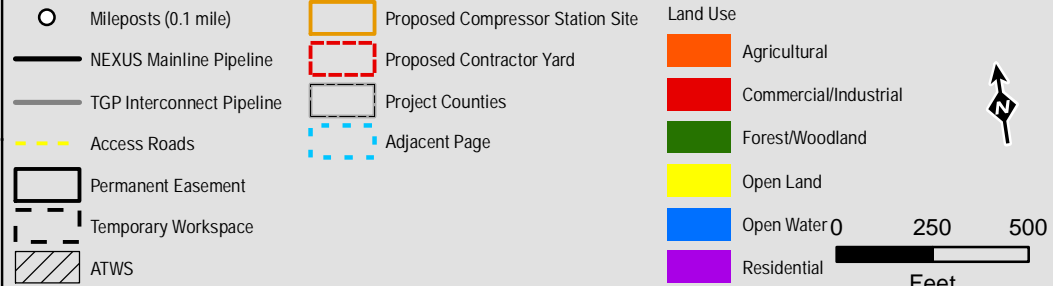 Mileposts (0.1 mile)
NEXUS Mainline Pipeline
TGP Interconnect Pipeline
Access Roads
Permanent Easement
Temporary Workspace
ATWS
Proposed Compressor Station Site
Proposed Contractor Yard
Project Counties
Adjacent Page
Land Use
Agricultural
Commercial/Industrial
Forest/Woodland
Open Land
Open Water
Residential
N
0 250 500
Feet